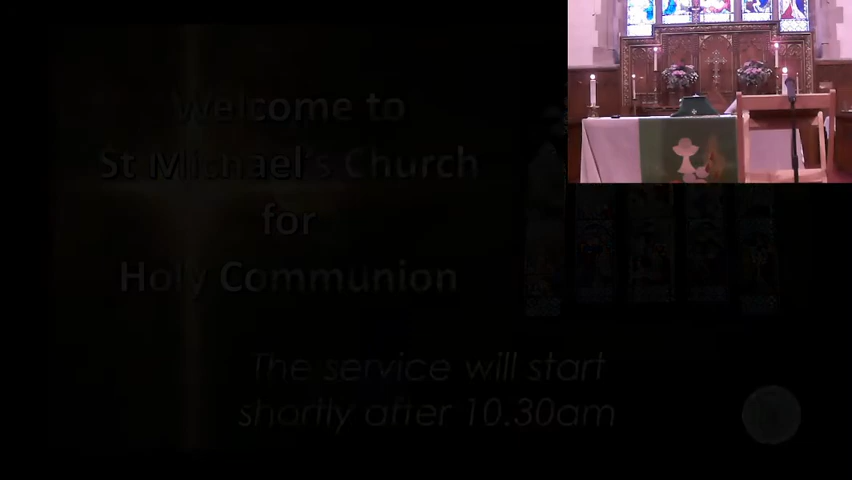 Welcome to
St Michael's Church
for
Holy Communion
The service will start
shortly after 10.30am